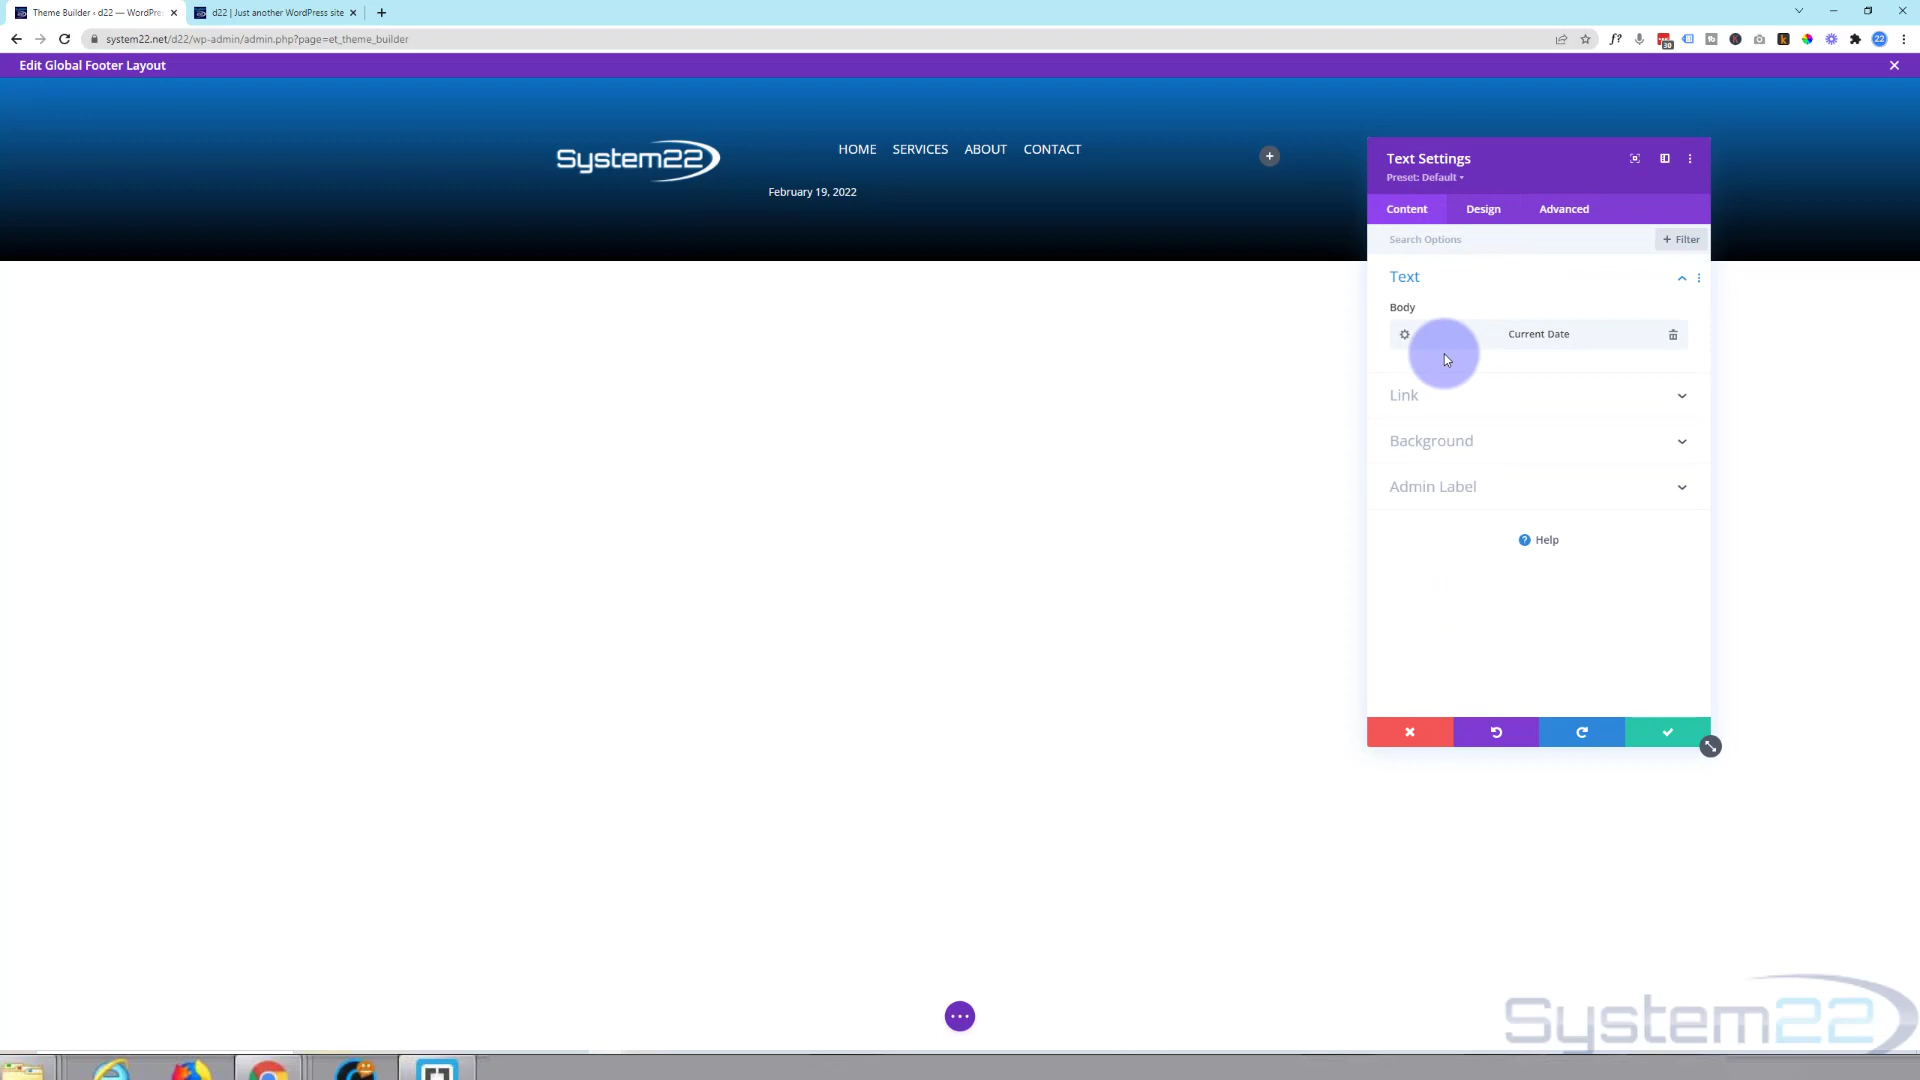 Theme Builder ‹ d22 — WordPre
d22 | Just another WordPress site
system22.net/d22/wp-admin/admin.php?page=et_theme_builder
f?
30
22
Edit Global Footer Layout
System22
HOME SERVICES ABOUT CONTACT
February 19, 2022
Text Settings
Preset: Default
Content Design Advanced
Search Options
+ Filter
Text
Body
Current Date
Link
Background
Admin Label
? Help
System22